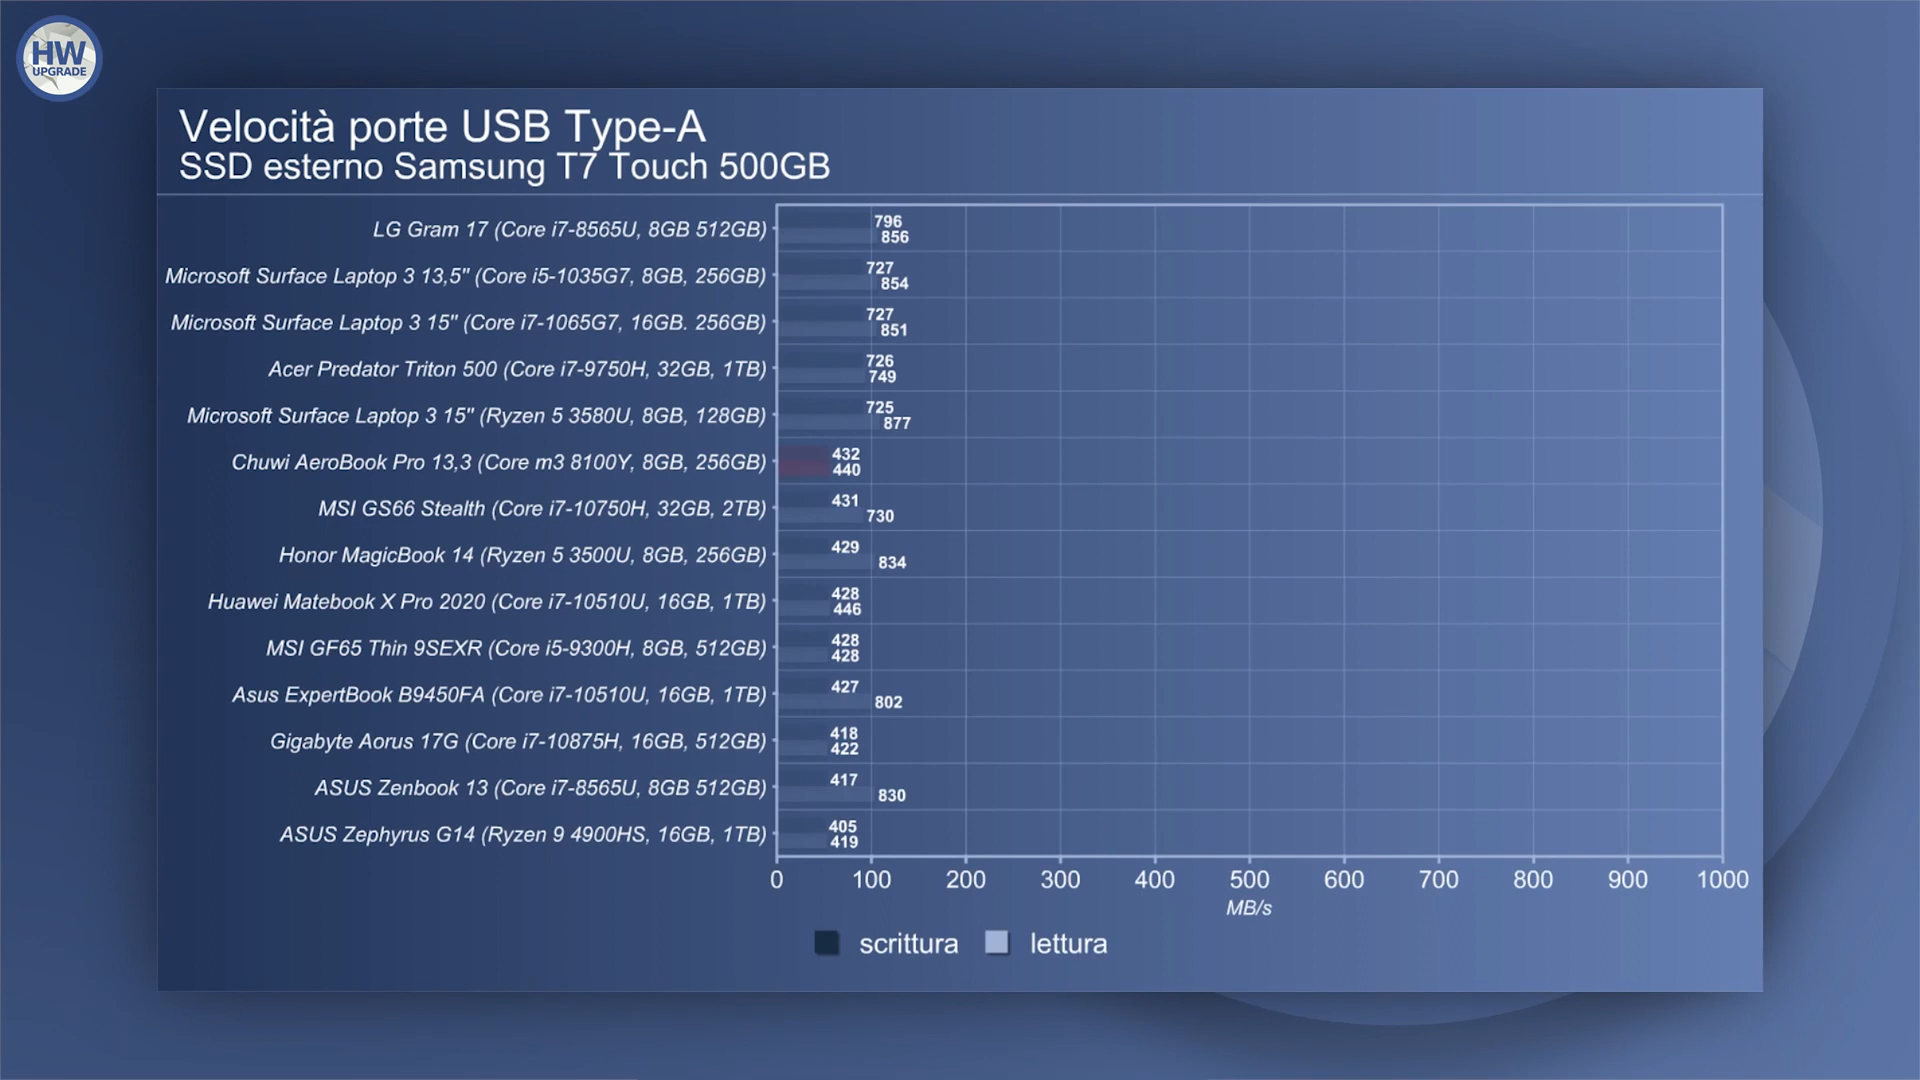 HW
UPGRADE
Velocità porte USB Type-A
SSD esterno Samsung T7 Touch 500GB
LG Gram 17 (Core i7-8565U, 8GB 512GB)
796
856
Microsoft Surface Laptop 3 13,5" (Core i5-1035G7, 8GB, 256GB)
727
854
Microsoft Surface Laptop 3 15" (Core i7-1065G7, 16GB. 256GB)
727
851
Acer Predator Triton 500 (Core i7-9750H, 32GB, 1TB)
726
749
Microsoft Surface Laptop 3 15" (Ryzen 5 3580U, 8GB, 128GB)
725
877
Chuwi AeroBook Pro 13,3 (Core m3 8100Y, 8GB, 256GB)
432
440
MSI GS66 Stealth (Core i7-10750H, 32GB, 2TB)
431
730
Honor MagicBook 14 (Ryzen 5 3500U, 8GB, 256GB)
429
834
Huawei Matebook X Pro 2020 (Core i7-10510U, 16GB, 1TB)
428
446
MSI GF65 Thin 9SEXR (Core i5-9300H, 8GB, 512GB)
428
428
Asus ExpertBook B9450FA (Core i7-10510U, 16GB, 1TB)
427
802
Gigabyte Aorus 17G (Core i7-10875H, 16GB, 512GB)
418
422
ASUS Zenbook 13 (Core i7-8565U, 8GB 512GB)
417
830
ASUS Zephyrus G14 (Ryzen 9 4900HS, 16GB, 1TB)
405
419
0 100 200 300 400 500 600 700 800 900 1000
MB/s
scrittura lettura